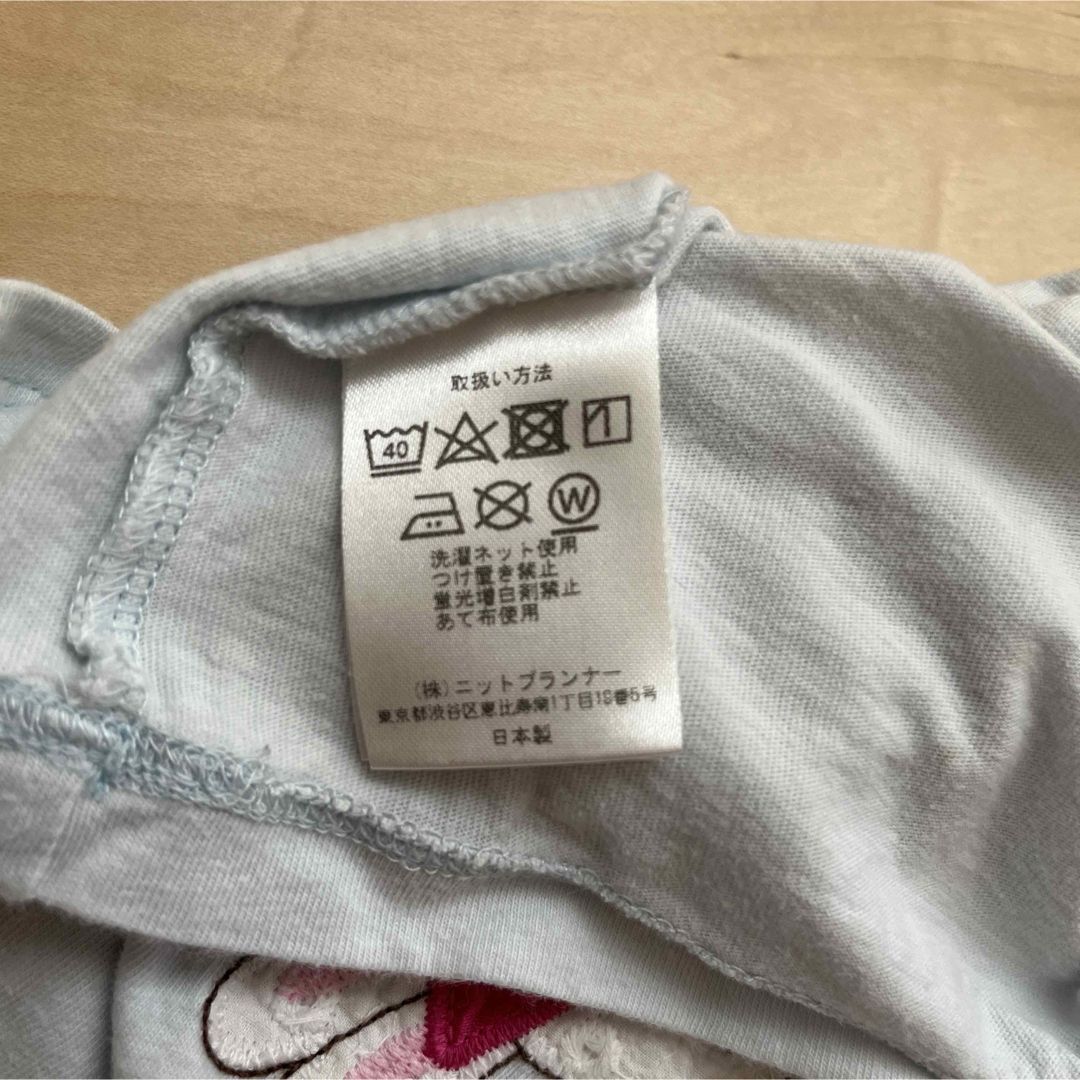 取扱い方法
40
W
洗濯ネット使用
つけ置き禁止
蛍光増白剤禁止
あて布使用
(株)ニットプランナー
東京都渋谷区恵比寿南1丁目18番5号
日本製